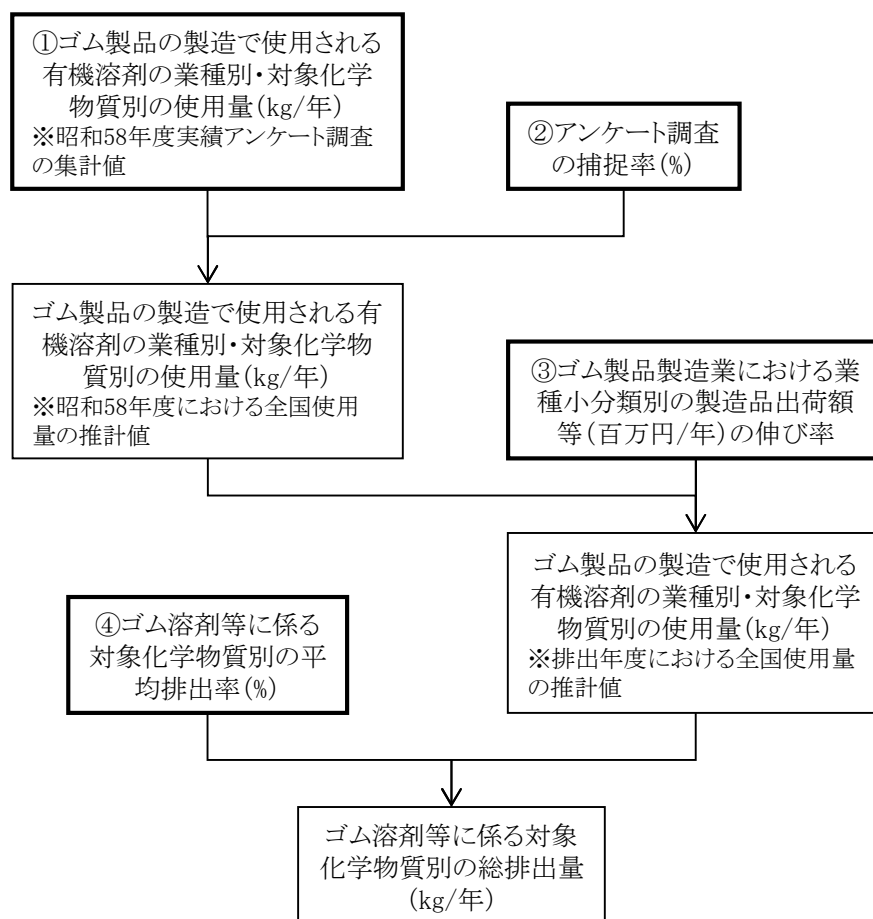 ①ゴム製品の製造で使用される
有機溶剤の業種別・対象化学
物質別の使用量(kg/年)
※昭和58年度実績アンケート調査
の集計値
②アンケート調査
の捕捉率(%)
ゴム製品の製造で使用される有
機溶剤の業種別・対象化学物
質別の使用量(kg/年)
※昭和58年度における全国使用
量の推計値
③ゴム製品製造業における業
種小分類別の製造品出荷額
等(百万円/年)の伸び率
ゴム製品の製造で使用される
有機溶剤の業種別・対象化学
物質別の使用量(kg/年)
※排出年度における全国使用量
の推計値
④ゴム溶剤等に係る
対象化学物質別の平
均排出率(%)
ゴム溶剤等に係る対象
化学物質別の総排出量
(kg/年)